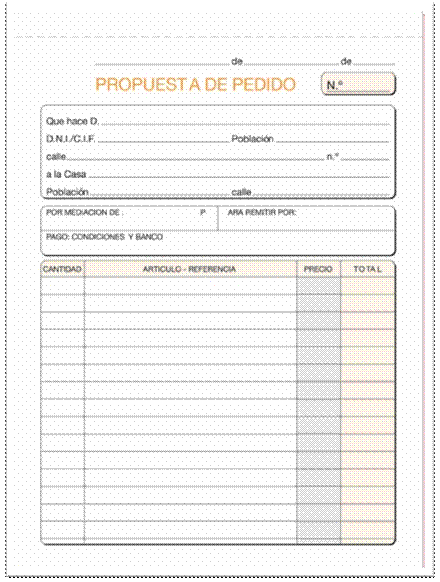 de de
PROPUESTA DE PEDIDO N.º
Que hace D.
D.N.I./C.I.F. Población
calle n.º
a la Casa
Población calle
POR MEDIACION DE . P ARA REMITIR POR:
PAGO: CONDICIONES Y BANCO
CANTIDAD ARTICULO - REFERENCIA PRECIO TOTAL